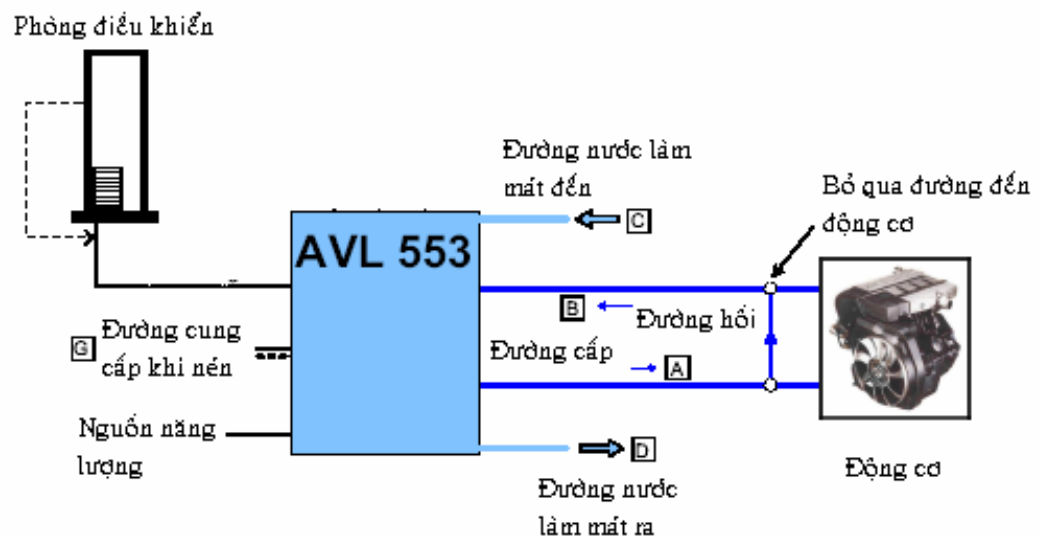 Phòng điều khiển
Đường nước làm
mát đến
C
Bỏ qua đường đến
động cơ
AVL 553
B
Đường hồi
G
Đường cung
cấp khi nén
Đường cấp
A
Nguồn năng
lượng
D
Động cơ
Đường nước
làm mát ra